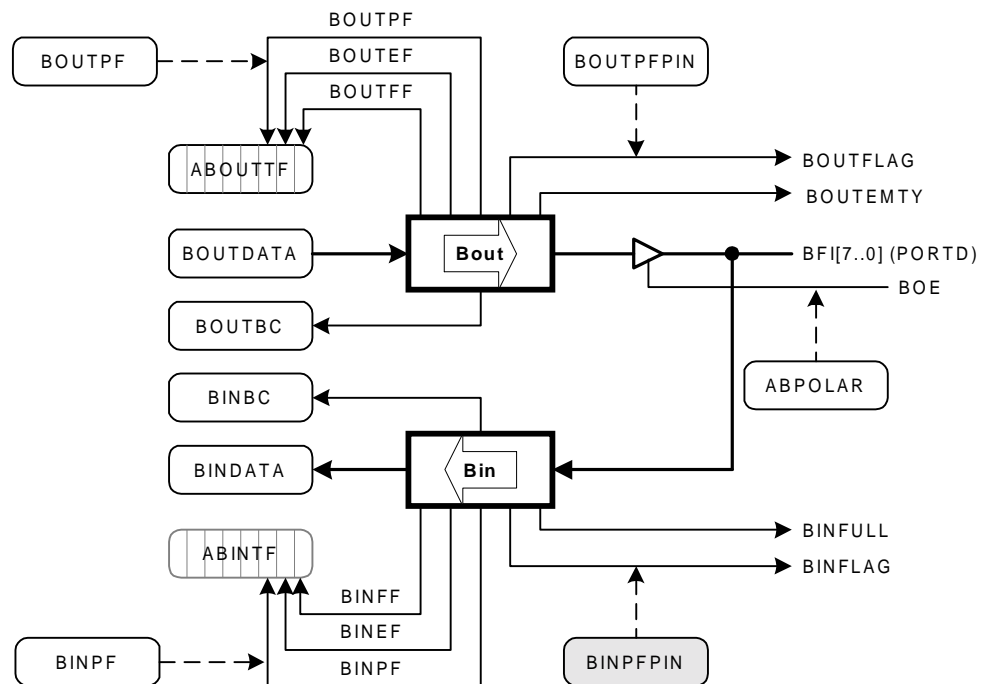 BOUTPF
BOUTPF
BOUTEF
BOUTFF
BOUTPFPIN
ABOUTTF
BOUTFLAG
BOUTEMTY
BOUTDATA
Bout
BFI[7..0] (PORTD)
BOE
BOUTBC
ABPOLAR
BINBC
BINDATA
Bin
ABINTF
BINFULL
BINFLAG
BINFF
BINEF
BINPF
BINPF
BINPFPIN